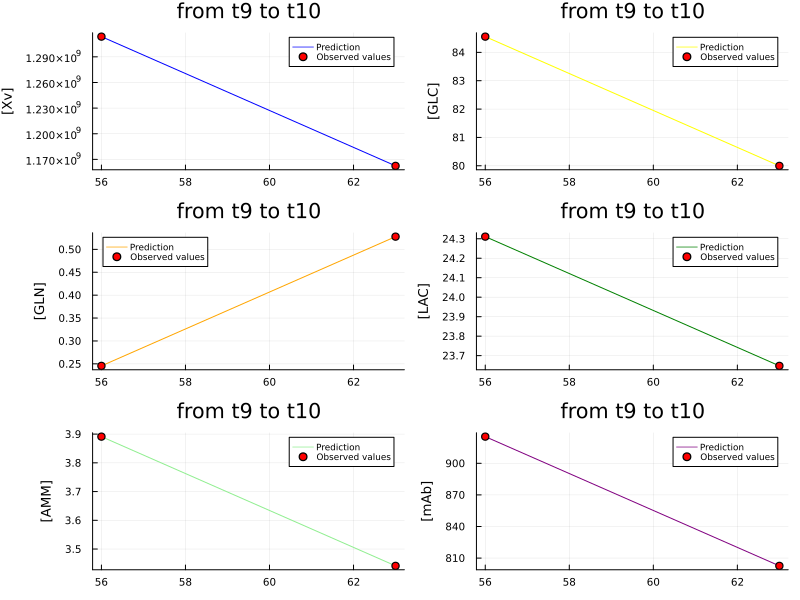 from t9 to t10
from t9 to t10
[Xv]
1.290×10⁹
1.260×10⁹
1.230×10⁹
1.200×10⁹
1.170×10⁹
Prediction
Observed values
56 58 60 62
[GLC]
84
83
82
81
80
Prediction
Observed values
56 58 60 62
from t9 to t10
from t9 to t10
[GLN]
0.50
0.45
0.40
0.35
0.30
0.25
Prediction
Observed values
56 58 60 62
[LAC]
24.3
24.2
24.1
24.0
23.9
23.8
23.7
Prediction
Observed values
56 58 60 62
from t9 to t10
from t9 to t10
[AMM]
3.9
3.8
3.7
3.6
3.5
Prediction
Observed values
56 58 60 62
[mAb]
900
870
840
810
Prediction
Observed values
56 58 60 62